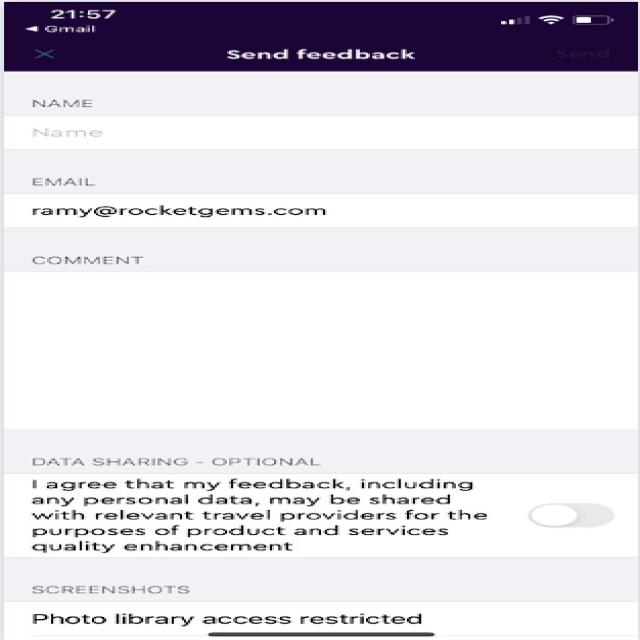 21:57
Gmail
Send feedback
Send
NAME
Name
EMAIL
ramy@rocketgems.com
COMMENT
DATA SHARING - OPTIONAL
I agree that my feedback, including
any personal data, may be shared
with relevant travel providers for the
purposes of product and services
quality enhancement
SCREENSHOTS
Photo library access restricted